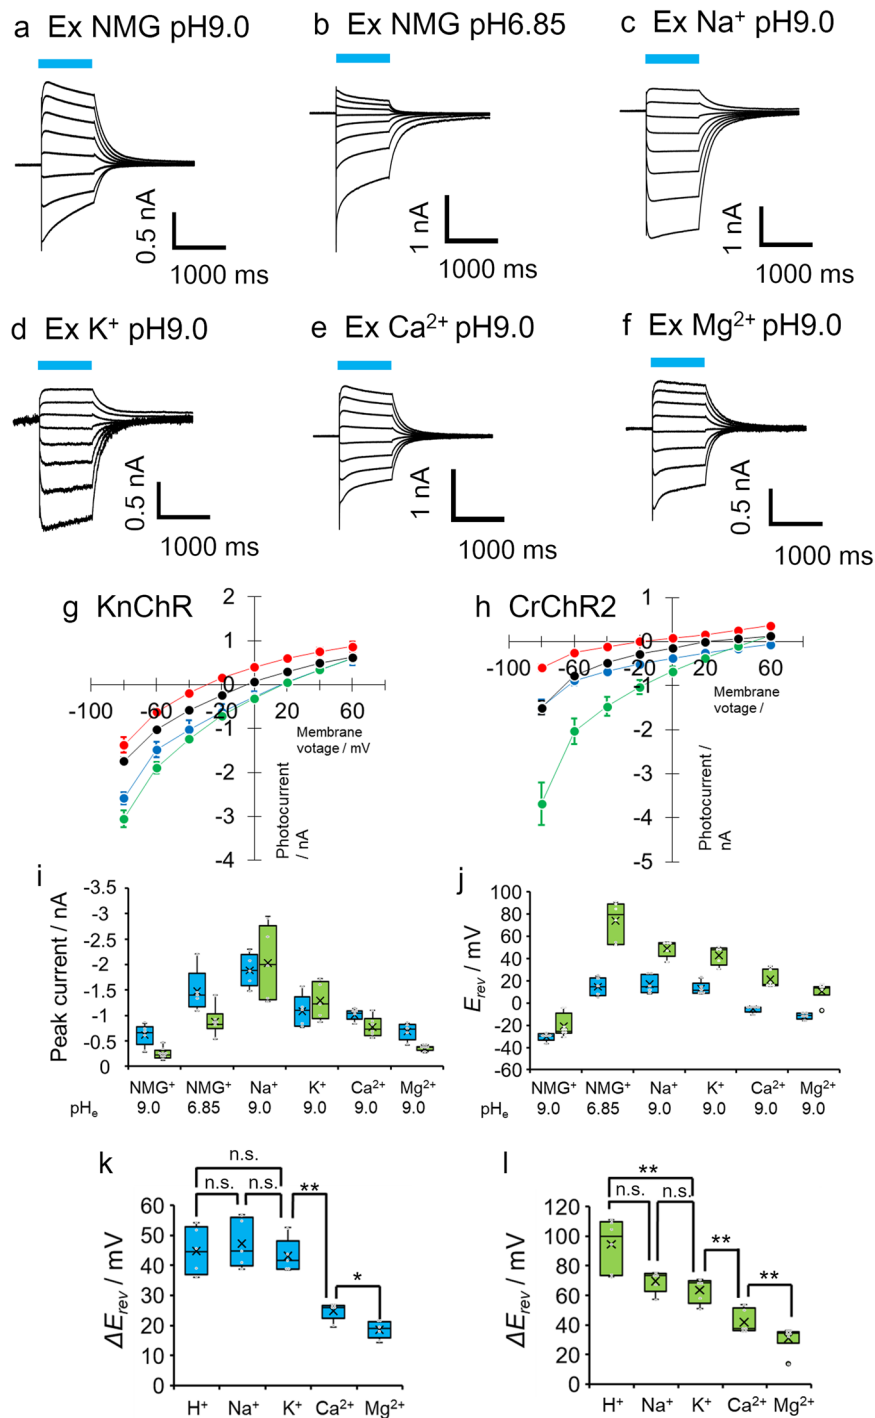 a Ex NMG pH9.0
b Ex NMG pH6.85
c Ex Na⁺ pH9.0
0.5 nA
1000 ms
1 nA
1000 ms
1 nA
1000 ms
d Ex K⁺ pH9.0
e Ex Ca²⁺ pH9.0
f Ex Mg²⁺ pH9.0
0.5 nA
1000 ms
1 nA
1000 ms
0.5 nA
1000 ms
g KnChR
2
1
0
-1
-2
-3
-4
-100
-60
-20
20
60
Membrane
votage / mV
Photocurrent
/ nA
h CrChR2
1
0
-1
-2
-3
-4
-5
-100
-60
-20
20
60
Membrane
votage /
Photocurrent /
nA
i
Peak current / nA
-3.5
-3
-2.5
-2
-1.5
-1
-0.5
0
NMG⁺ NMG⁺ Na⁺ K⁺ Ca²⁺ Mg²⁺
pHₑ 9.0 6.85 9.0 9.0 9.0 9.0
j
Erev / mV
100
80
60
40
20
0
-20
-40
-60
NMG⁺ NMG⁺ Na⁺ K⁺ Ca²⁺ Mg²⁺
pHₑ 9.0 6.85 9.0 9.0 9.0 9.0
k
n.s.
n.s. n.s. **
*
ΔErev / mV
60
50
40
30
20
10
0
H⁺ Na⁺ K⁺ Ca²⁺ Mg²⁺
l
**
n.s. n.s.
**
**
ΔErev / mV
120
100
80
60
40
20
0
H⁺ Na⁺ K⁺ Ca²⁺ Mg²⁺